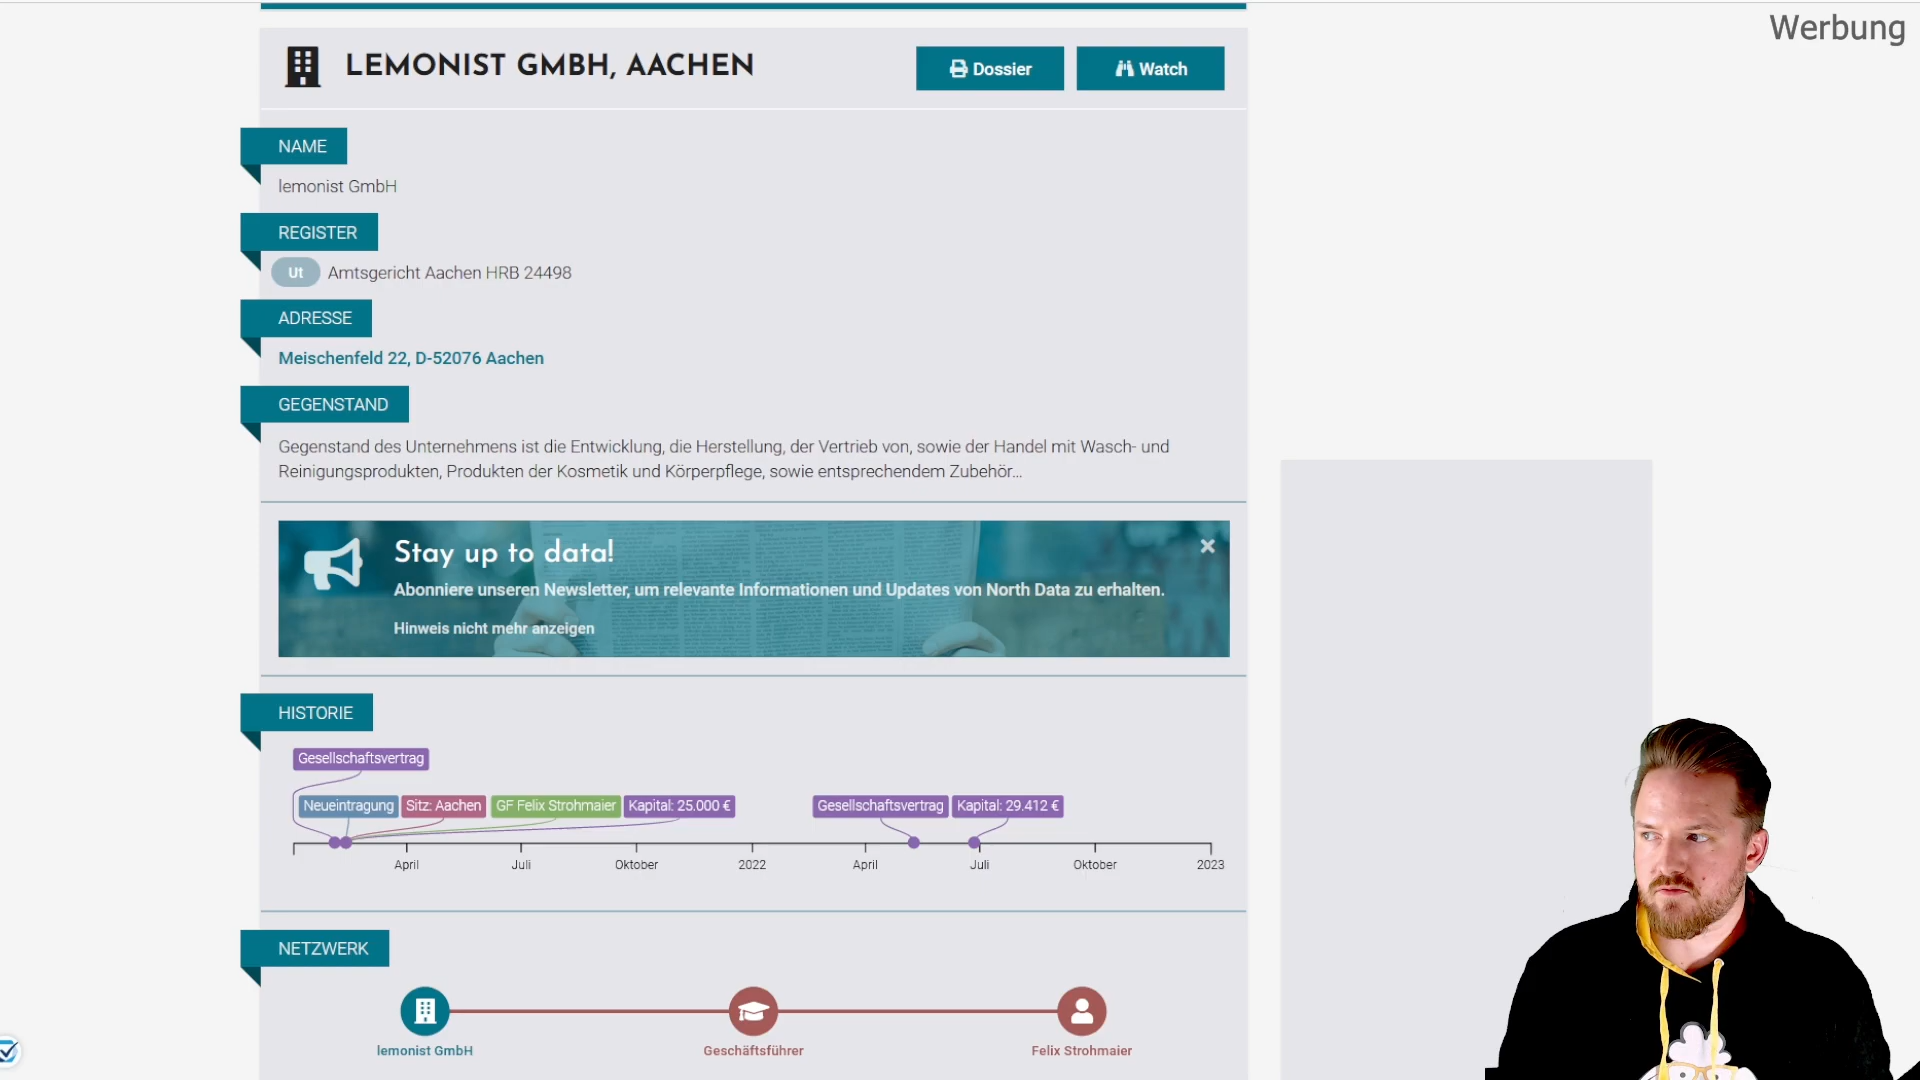 Werbung
LEMONIST GMBH, AACHEN
Dossier
Watch
NAME
lemonist GmbH
REGISTER
Ut Amtsgericht Aachen HRB 24498
ADRESSE
Meischenfeld 22, D-52076 Aachen
GEGENSTAND
Gegenstand des Unternehmens ist die Entwicklung, die Herstellung, der Vertrieb von, sowie der Handel mit Wasch- und
Reinigungsprodukten, Produkten der Kosmetik und Körperpflege, sowie entsprechendem Zubehör...
Stay up to data!
Abonniere unseren Newsletter, um relevante Informationen und Updates von North Data zu erhalten.
Hinweis nicht mehr anzeigen
HISTORIE
Gesellschaftsvertrag
Neueintragung Sitz: Aachen GF Felix Strohmaier Kapital: 25.000 € Gesellschaftsvertrag Kapital: 29.412 €
April Juli Oktober 2022 April Juli Oktober 2023
NETZWERK
lemonist GmbH Geschäftsführer Felix Strohmaier